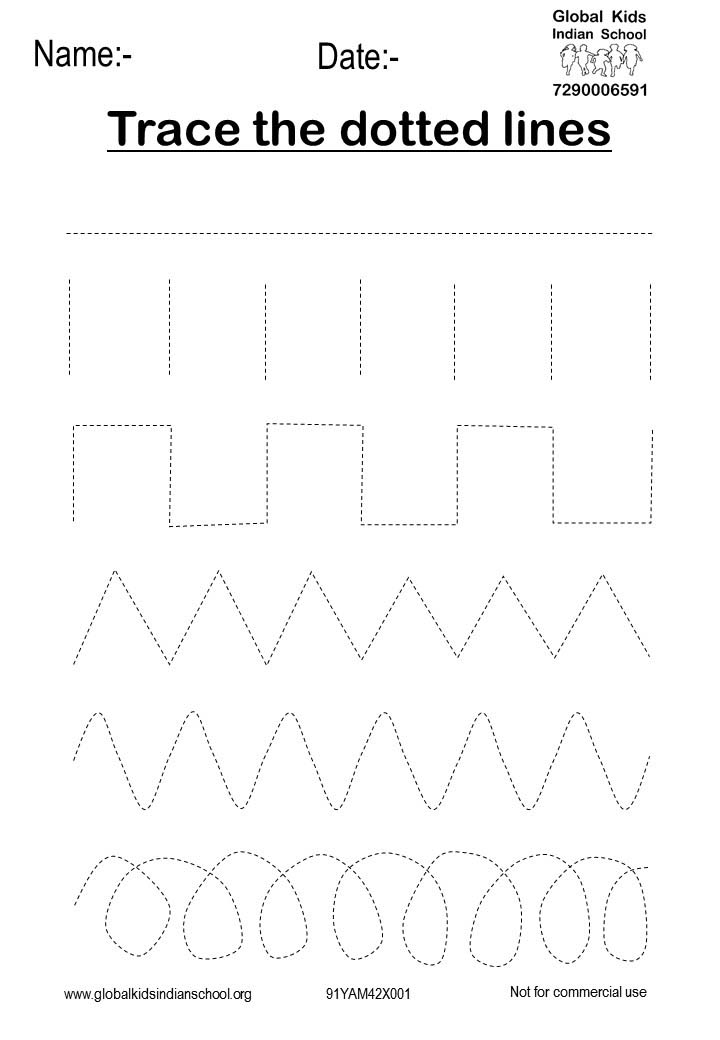 Global Kids
Indian School
7290006591
Name:-
Date:-
Trace the dotted lines
www.globalkidsindianschool.org
91YAM42X001
Not for commercial use